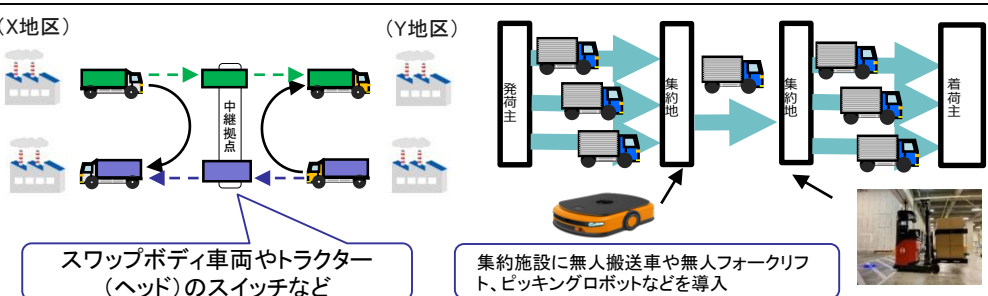 （X地区）
（Y地区）
中継拠点
スワップボディ車両やトラクター
（ヘッド）のスイッチなど
発荷主
集約地
集約地
着荷主
集約施設に無人搬送車や無人フォークリフ
ト、ピッキングロボットなどを導入